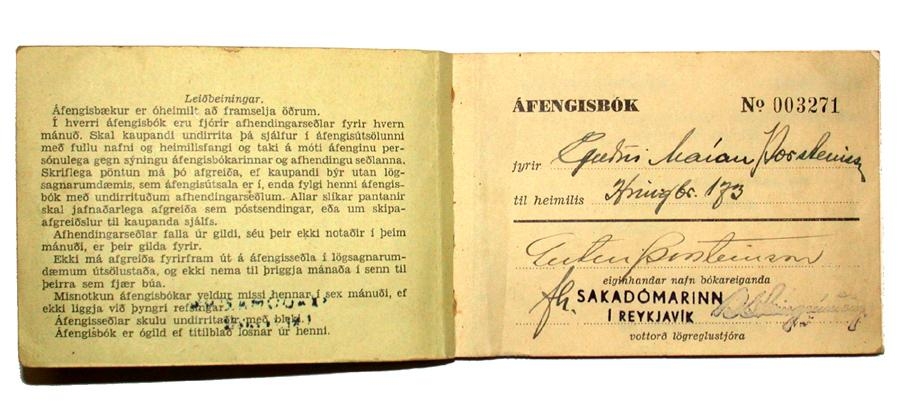 Leiðbeiningar.
Áfengisbækur er óheimilt að framselja öðrum.
Í hverri áfengisbók eru fjórir afhendingarseðlar fyrir hvern
mánuð. Skal kaupandi undirrita þá sjálfur í áfengisútsölunni
með fullu nafni og heimilisfangi og taki á móti áfenginu per-
sónulega gegn sýningu áfengisbókarinnar og afhendingu seðlanna.
Skriflega pöntun má þó afgreiða, ef kaupandi býr utan lög-
sagnarumdæmis, sem áfengisútsala er í, enda fylgi henni áfengis-
bók með undirrituðum afhendingarseðlum. Allar slíkar pantanir
skal jafnaðarlega afgreiða sem póstsendingar, eða um skipa-
afgreiðslur til kaupanda sjálfs.
Afhendingarseðlar falla úr gildi, séu þeir ekki notaðir í þeim
mánuði, er þeir gilda fyrir.
Ekki má afgreiða fyrirfram út á áfengisseðla í lögsagnarum-
dæmum útsölustaða, og ekki nema til þriggja mánaða í senn til
þeirra sem fjær búa.
Misnotkun áfengisbókar veldur missi hennar í sex mánuði, ef
ekki liggja við þyngri refsingar.
Áfengisseðlar skulu undirritaðir með bleki.
Áfengisbók er ógild ef titilblað losnar úr henni.
ÁFENGISBÓK No 003271
fyrir Marían Þorsteinsson
til heimilis Hringbr. 173
Þorsteinsson
eiginhandar nafn bókareiganda
fh. SAKADÓMARINN
Í REYKJAVÍK
vottorð lögreglustjóra